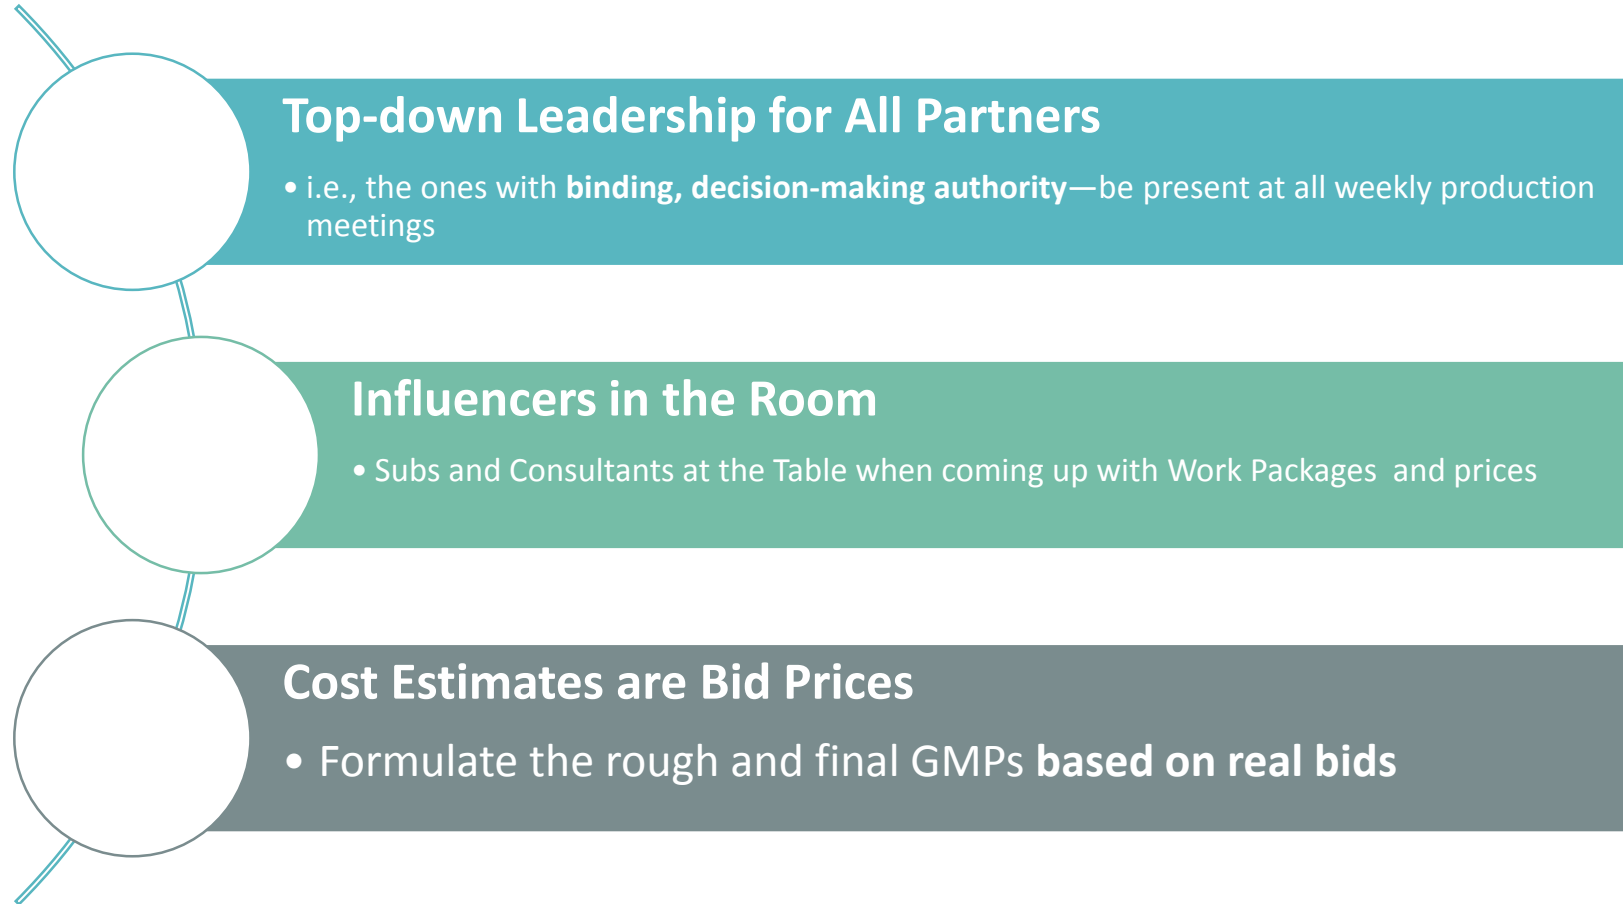 Top-down Leadership for All Partners
• i.e., the ones with binding, decision-making authority—be present at all weekly production
meetings
Influencers in the Room
• Subs and Consultants at the Table when coming up with Work Packages  and prices
Cost Estimates are Bid Prices
• Formulate the rough and final GMPs based on real bids